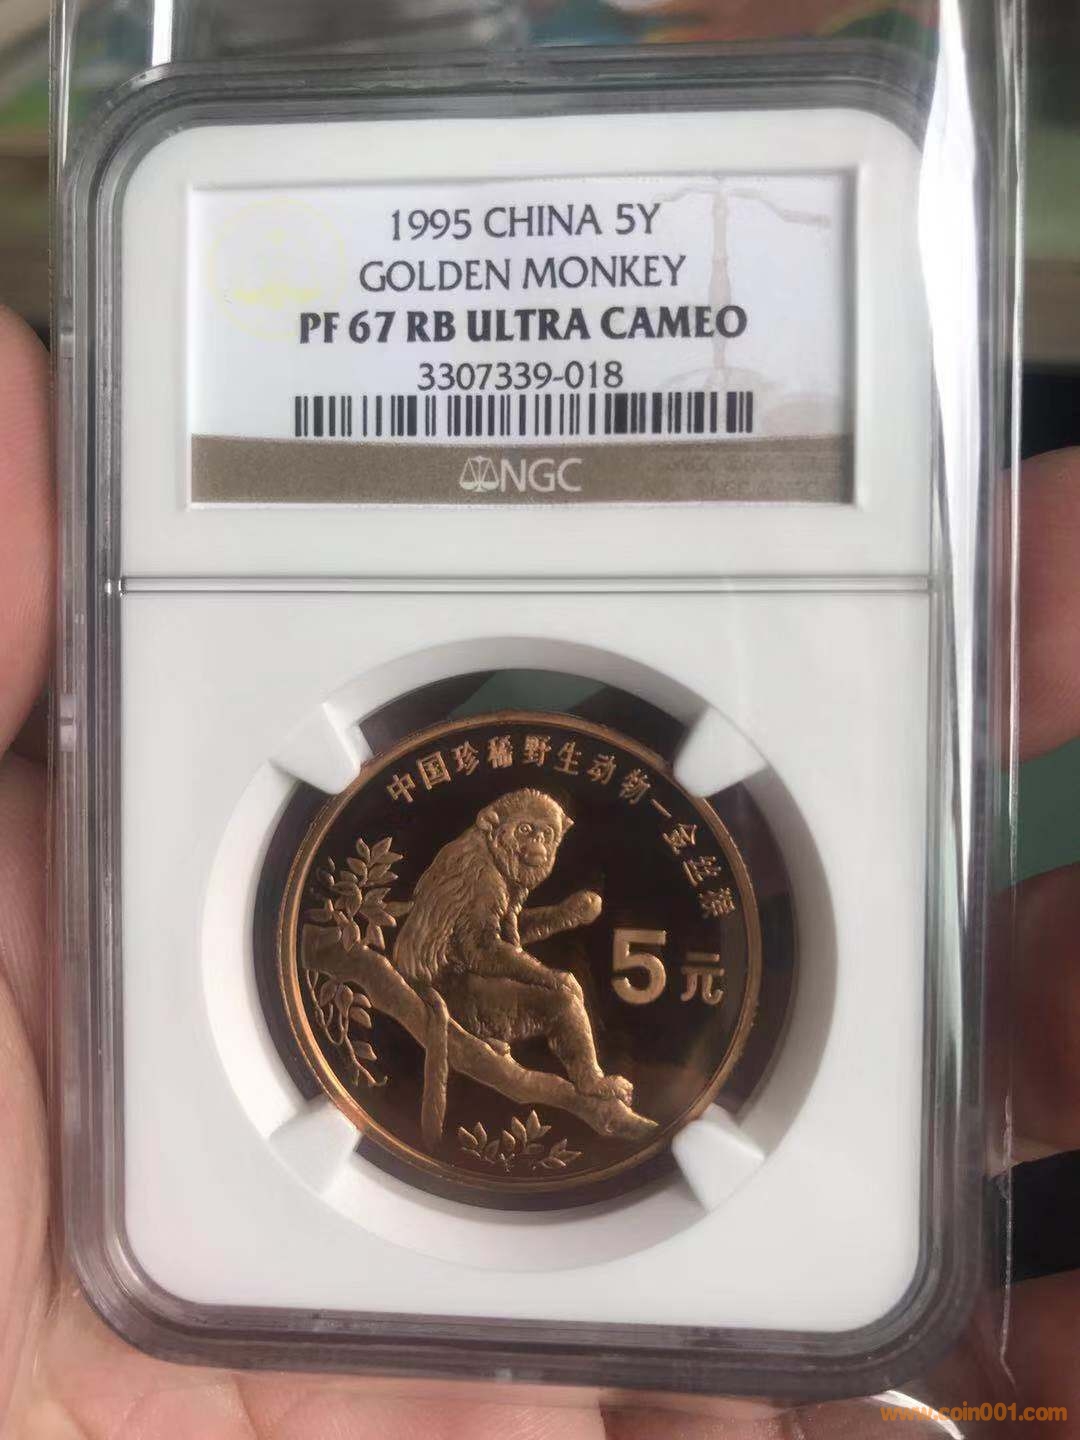 1995 CHINA 5Y
GOLDEN MONKEY
PF 67 RB ULTRA CAMEO
3307339-018
NGC
中国珍稀野生动物—金丝猴
5元
www.coin001.com